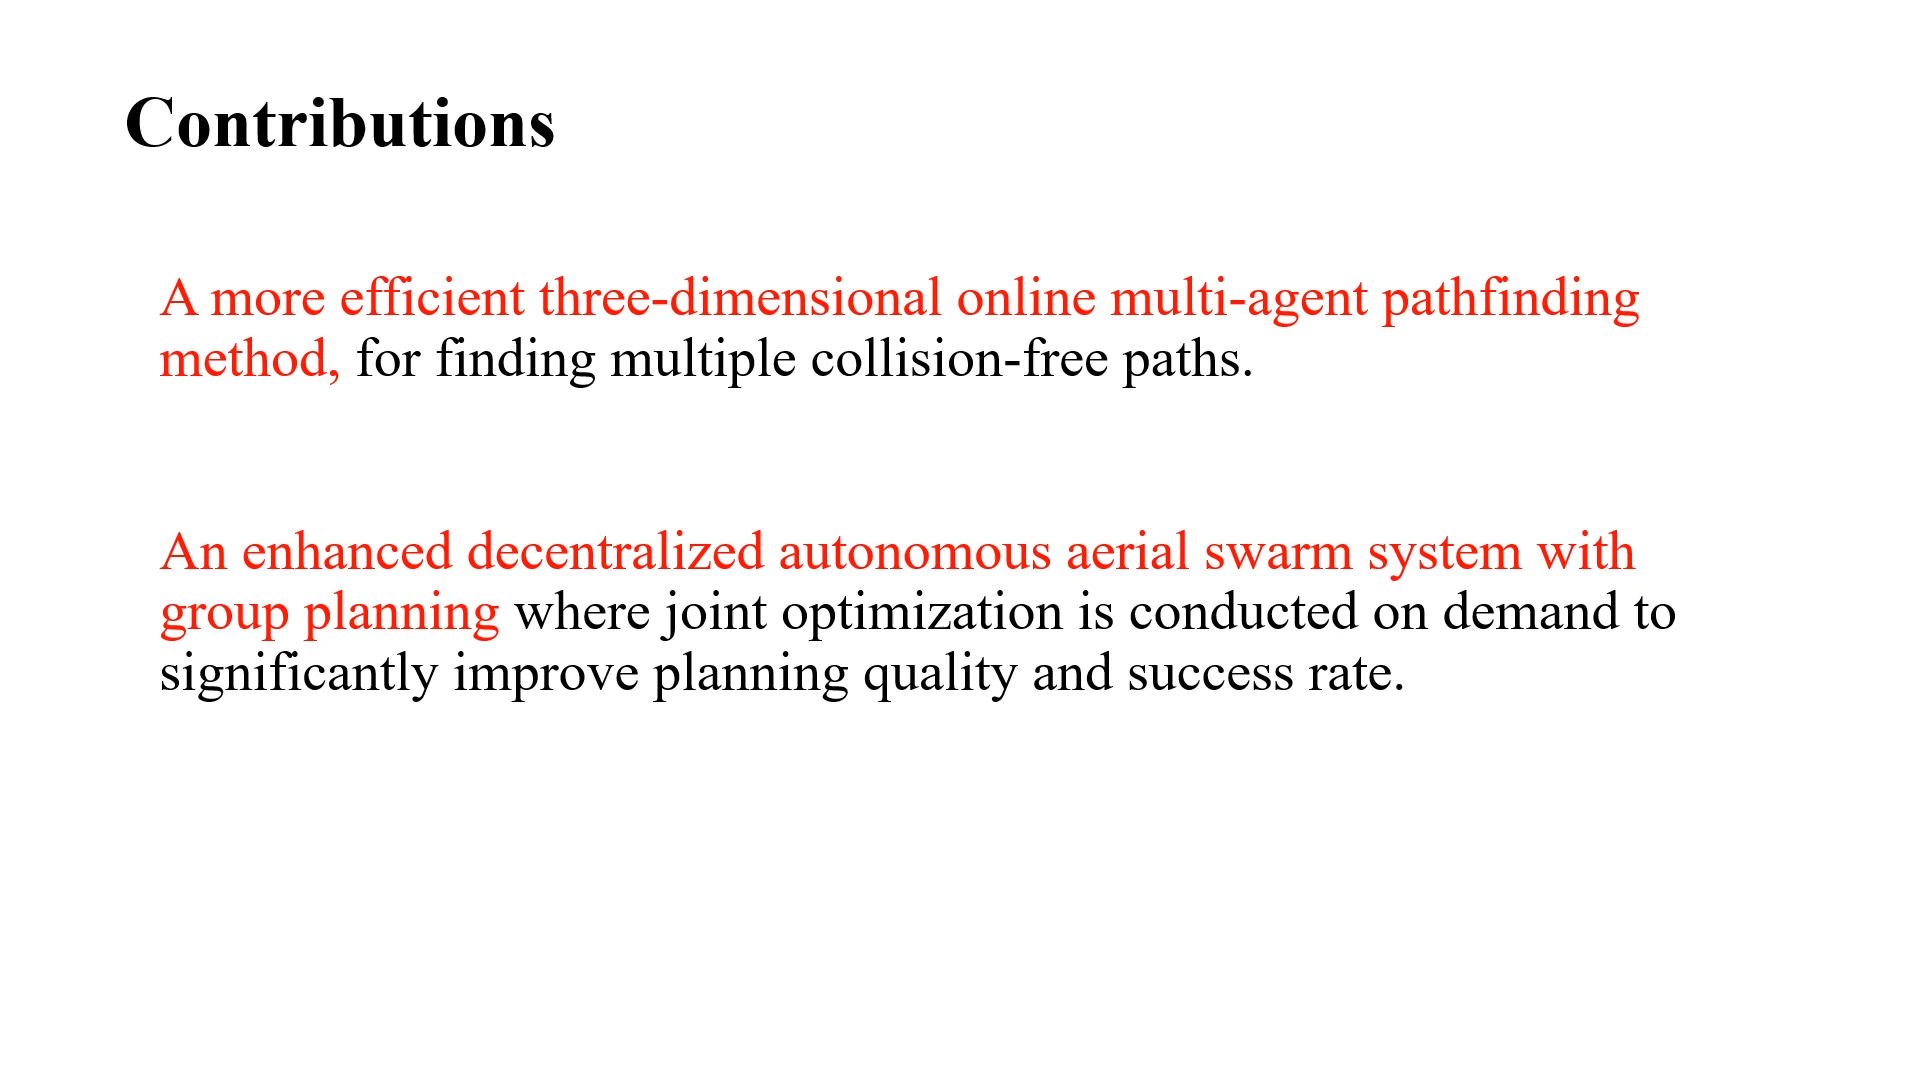 Contributions
A more efficient three-dimensional online multi-agent pathfinding
method, for finding multiple collision-free paths.
An enhanced decentralized autonomous aerial swarm system with
group planning where joint optimization is conducted on demand to
significantly improve planning quality and success rate.